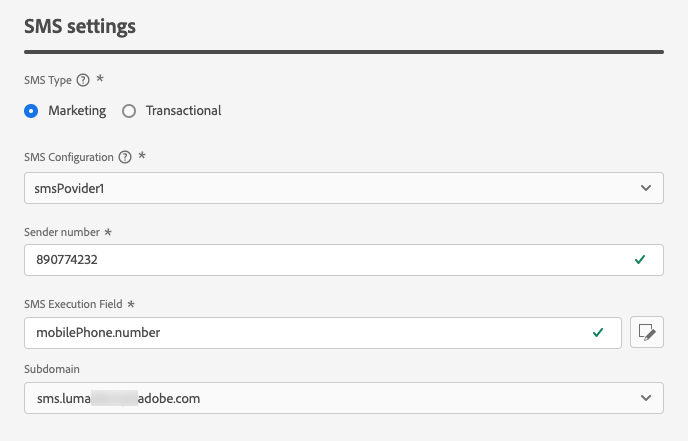 SMS settings
SMS Type ? *
Marketing Transactional
SMS Configuration ? *
smsPovider1
Sender number *
890774232
SMS Execution Field *
mobilePhone.number
Subdomain
sms.luma adobe.com